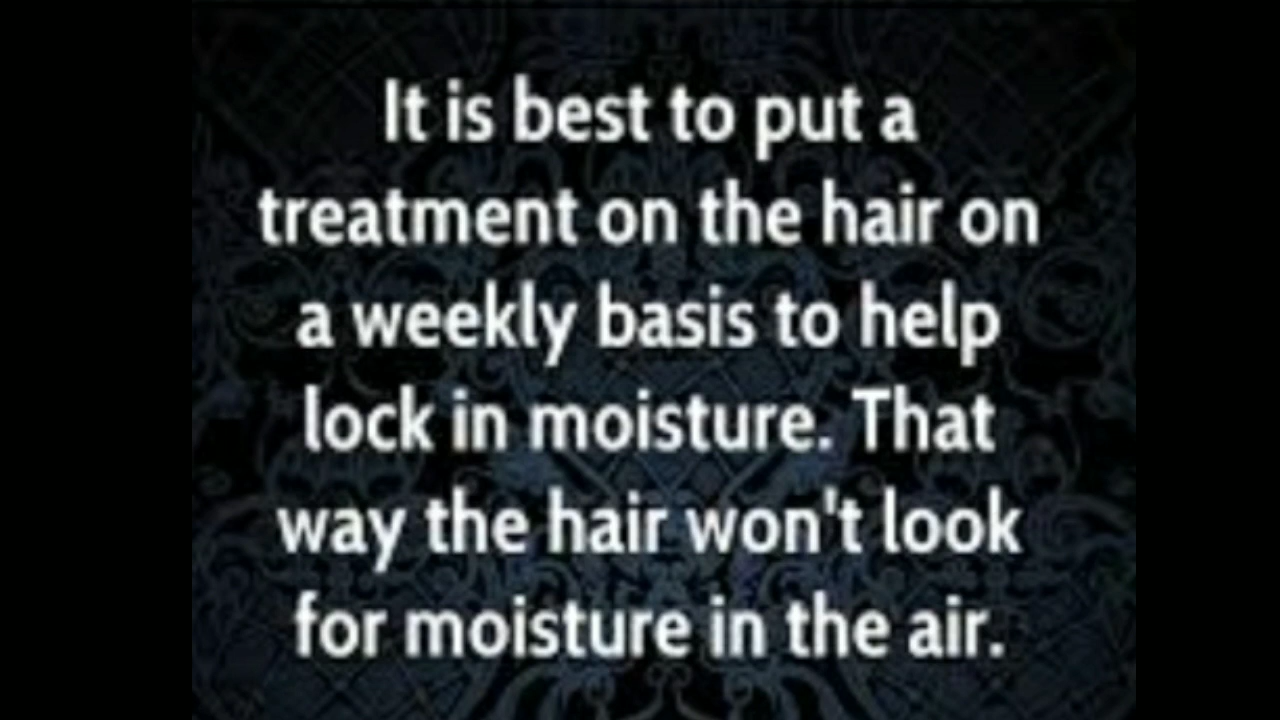 It is best to put a
treatment on the hair on
a weekly basis to help
lock in moisture. That
way the hair won't look
for moisture in the air.